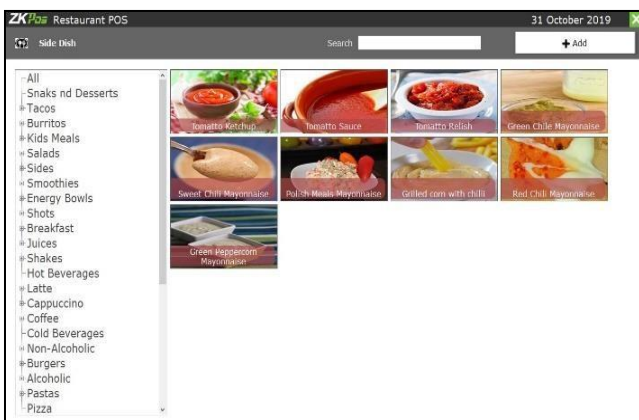 ZKPos Restaurant POS
31 October 2019
Side Dish
Search
Add
All
Snaks nd Desserts
Tacos
Burritos
Kids Meals
Salads
Sides
Smoothies
Energy Bowls
Shots
Breakfast
Juices
Shakes
Hot Beverages
Latte
Cappuccino
Coffee
Cold Beverages
Non-Alcoholic
Burgers
Alcoholic
Pastas
Pizza
Tomatto Ketchup
Tomatto Sauce
Tomatto Relish
Green Chile Mayonnaise
Sweet Chili Mayonnaise
Polish Meals Mayonnaise
Grilled corn with chili
Red Chili Mayonnaise
Green Peppercorn
Mayonnaise